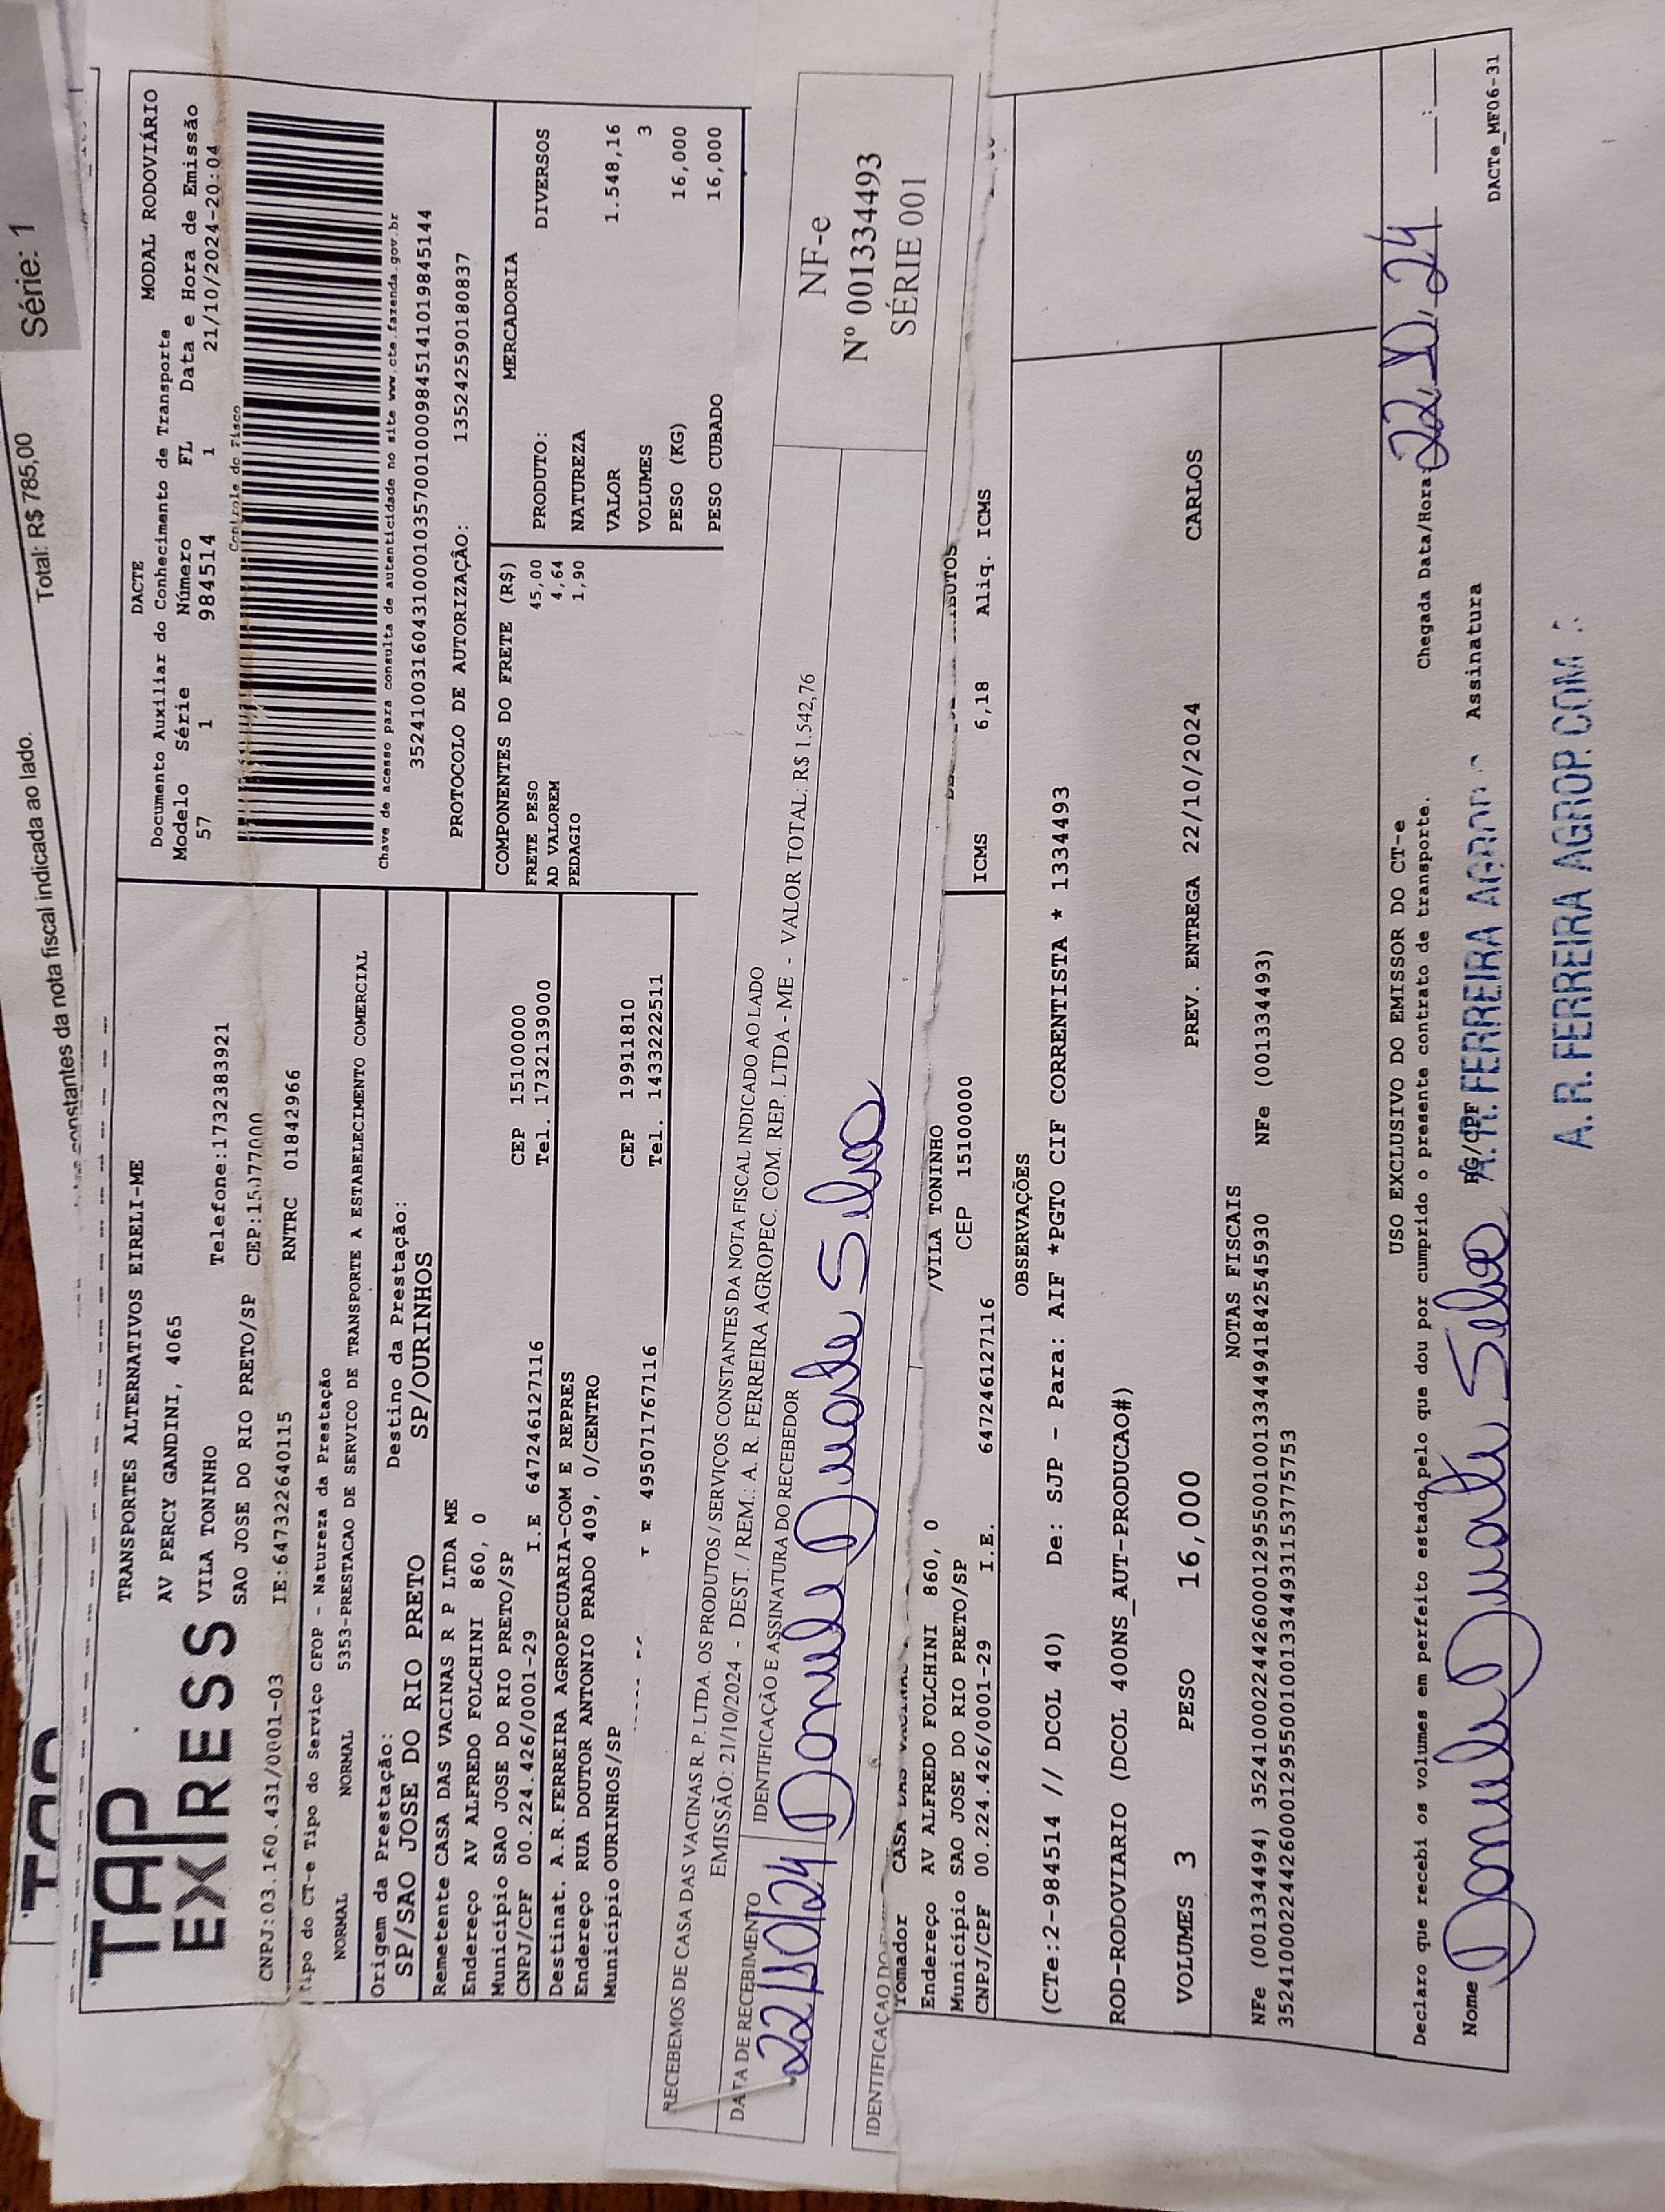 Série: 1
constantes da nota fiscal indicada ao lado.
Total: R$ 785,00
TAP
EXPRESS
TRANSPORTES ALTERNATIVOS EIRELI-ME
AV PERCY GANDINI, 4065
VILA TONINHO
Telefone:1732383921
SAO JOSE DO RIO PRETO/SP
CNPJ:03.160.431/0001-03
IE:647322640115
RNTRC 01842966
Tipo do CT-e Tipo do Serviço CFOP - Natureza da Prestação
NORMAL NORMAL 5353-PRESTACAO DE SERVICO DE TRANSPORTE A ESTABELECIMENTO COMERCIAL
DACTE
MODAL RODOVIÁRIO
Documento Auxiliar do Conhecimento de Transporte
Modelo Série Número FL Data e Hora de Emissão
57 1 984514 1 21/10/2024-20:04
Controle do Fisco
Chave de acesso para consulta de autenticidade no site www.cte.fazenda.gov.br
35241003160431000103570010009845141019845144
PROTOCOLO DE AUTORIZAÇÃO: 135242590180837
Origem da Prestação: Destino da Prestação:
SP/SAO JOSE DO RIO PRETO SP/OURINHOS
Remetente CASA DAS VACINAS R P LTDA ME
Endereço AV ALFREDO FOLCHINI 860, 0
Município SAO JOSE DO RIO PRETO/SP CEP 15100000
CNPJ/CPF 00.224.426/0001-29 I.E 647246127116 Tel. 1732139000
Destinat. A.R.FERREIRA AGROPECUARIA-COM E REPRES
Endereço RUA DOUTOR ANTONIO PRADO 409, 0/CENTRO
Município OURINHOS/SP CEP 19911810
495071767116 Tel. 1433222511
COMPONENTES DO FRETE (R$)
FRETE PESO 45,00
AD VALOREM 4,64
PEDAGIO 1,90
MERCADORIA
PRODUTO: DIVERSOS
NATUREZA
VALOR 1.548,16
VOLUMES 3
PESO (KG) 16,000
PESO CUBADO 16,000
RECEBEMOS DE CASA DAS VACINAS R. P. LTDA. OS PRODUTOS / SERVIÇOS CONSTANTES DA NOTA FISCAL INDICADO AO LADO
EMISSÃO: 21/10/2024 - DEST. / REM.: A. R. FERREIRA AGROPEC. COM. REP. LTDA - ME - VALOR TOTAL: R$ 1.542,76
DATA DE RECEBIMENTO
IDENTIFICAÇÃO E ASSINATURA DO RECEBEDOR
22/10/24 Daniele Duarte Silva
NF-e
Nº 001334493
SÉRIE 001
IDENTIFICAÇAO DO
Tomador CASA DAS VACINAS
Endereço AV ALFREDO FOLCHINI 860, 0 /VILA TONINHO
Município SAO JOSE DO RIO PRETO/SP CEP 15100000
CNPJ/CPF 00.224.426/0001-29 I.E. 647246127116
ICMS 6,18 Aliq. ICMS
OBSERVAÇÕES
(CTe:2-984514 // DCOL 40) De: SJP - Para: AIF *PGTO CIF CORRENTISTA * 1334493
ROD-RODOVIARIO (DCOL 400NS_AUT-PRODUCAO#)
VOLUMES 3 PESO 16,000 PREV. ENTREGA 22/10/2024 CARLOS
NOTAS FISCAIS
NFe (001334494) 35241000224426000129550010013344941842545930 NFe (001334493)
35241000224426000129550010013344931153775753
USO EXCLUSIVO DO EMISSOR DO CT-e
Declaro que recebi os volumes em perfeito estado pelo que dou por cumprido o presente contrato de transporte.
Chegada Data/Hora 22/10/24 __:__
Nome Daniele Duarte Silva RG/CPF Assinatura
A.R. FERREIRA AGROP
DACTe_MF06-31
A. R. FERREIRA AGROP. COM